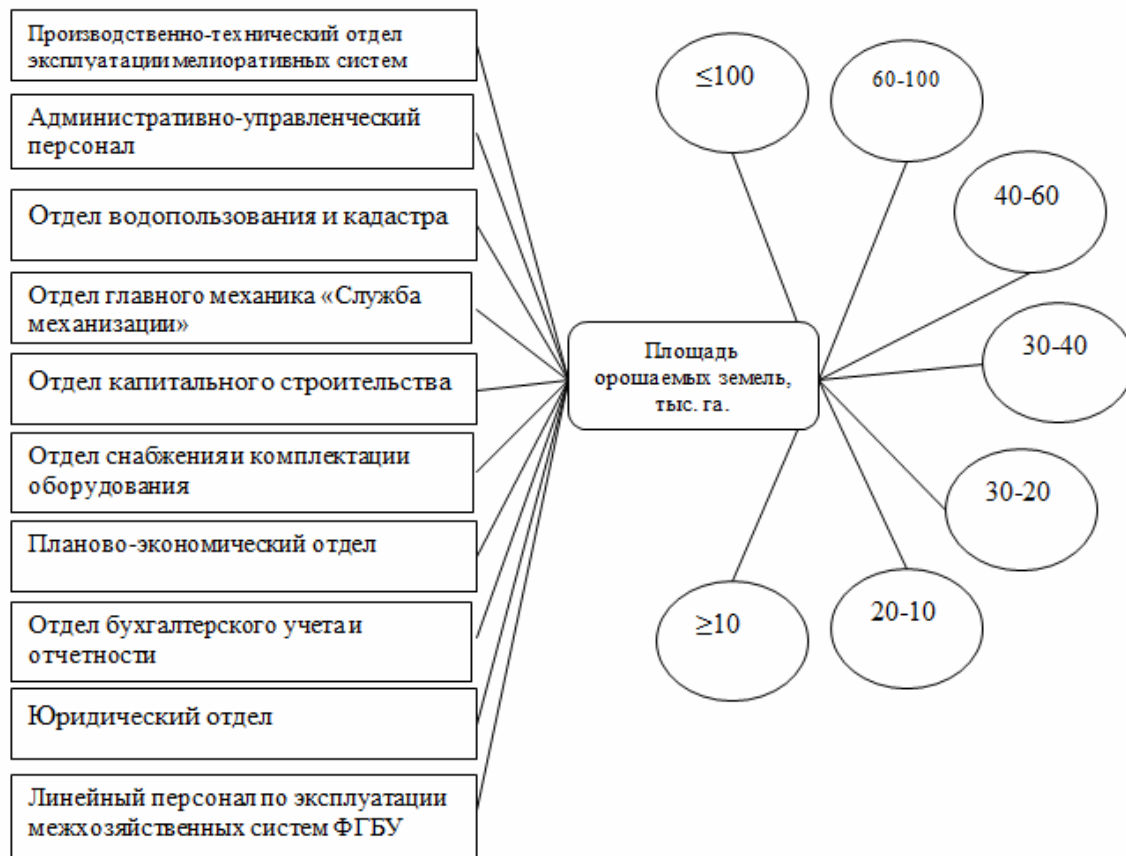 Производственно-технический отдел
эксплуатации мелиоративных систем
Административно-управленческий
персонал
Отдел водопользования и кадастра
Отдел главного механика «Служба
механизации»
Отдел капитального строительства
Отдел снабжения и комплектации
оборудования
Планово-экономический отдел
Отдел бухгалтерского учета и
отчетности
Юридический отдел
Линейный персонал по эксплуатации
межхозяйственных систем ФГБУ
Площадь
орошаемых земель,
тыс. га.
≤100
60-100
40-60
30-40
30-20
20-10
≥10